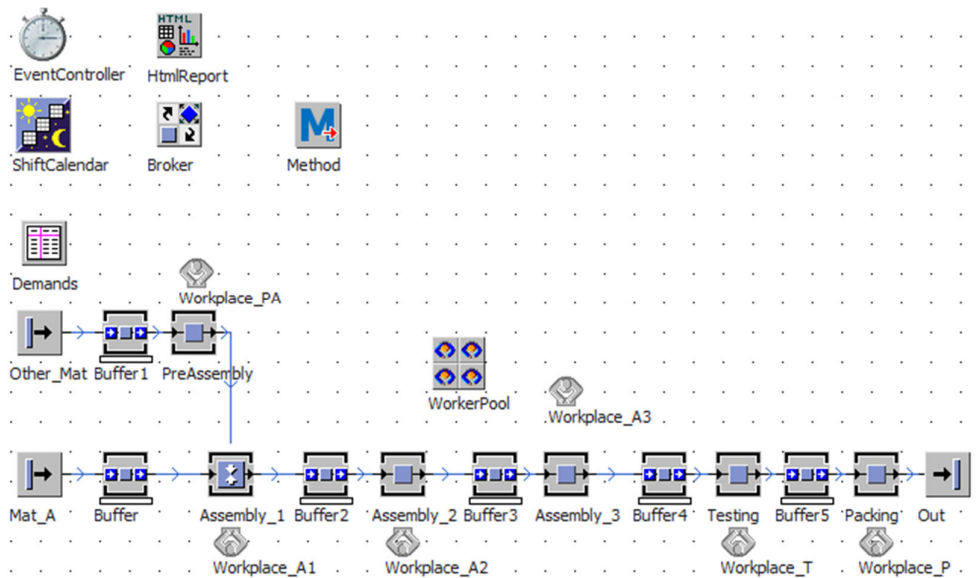 HTML
EventController
HtmlReport
ShiftCalendar
Broker
M
Method
Demands
Workplace_PA
Other_Mat
Buffer1
PreAssembly
WorkerPool
Workplace_A3
Mat_A
Buffer
Assembly_1
Buffer2
Assembly_2
Buffer3
Assembly_3
Buffer4
Testing
Buffer5
Packing
Out
Workplace_A1
Workplace_A2
Workplace_T
Workplace_P